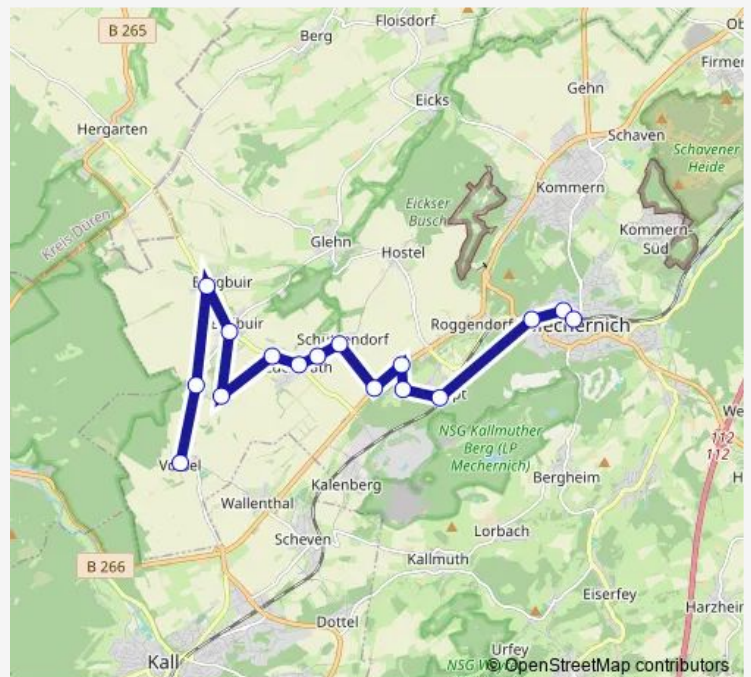 Floisdorf
B 265
Berg
Firmer
Gehn
Eicks
Hergarten
Schaven
Schavener
Heide
Kommern
Eickser
Busch
Kreis Düren
Kommern-
Süd
Glehn
Hostel
Roggendorf
NSG Kallmuther
Berg (LP
Mechernich)
112
112
Bergheim
Kalenberg
Wallenthal
Lorbach
Scheven
Kallmuth
B 266
Eiserfey
Harzhein
Dottel
Urfey
Kall
© OpenStreetMap contributors